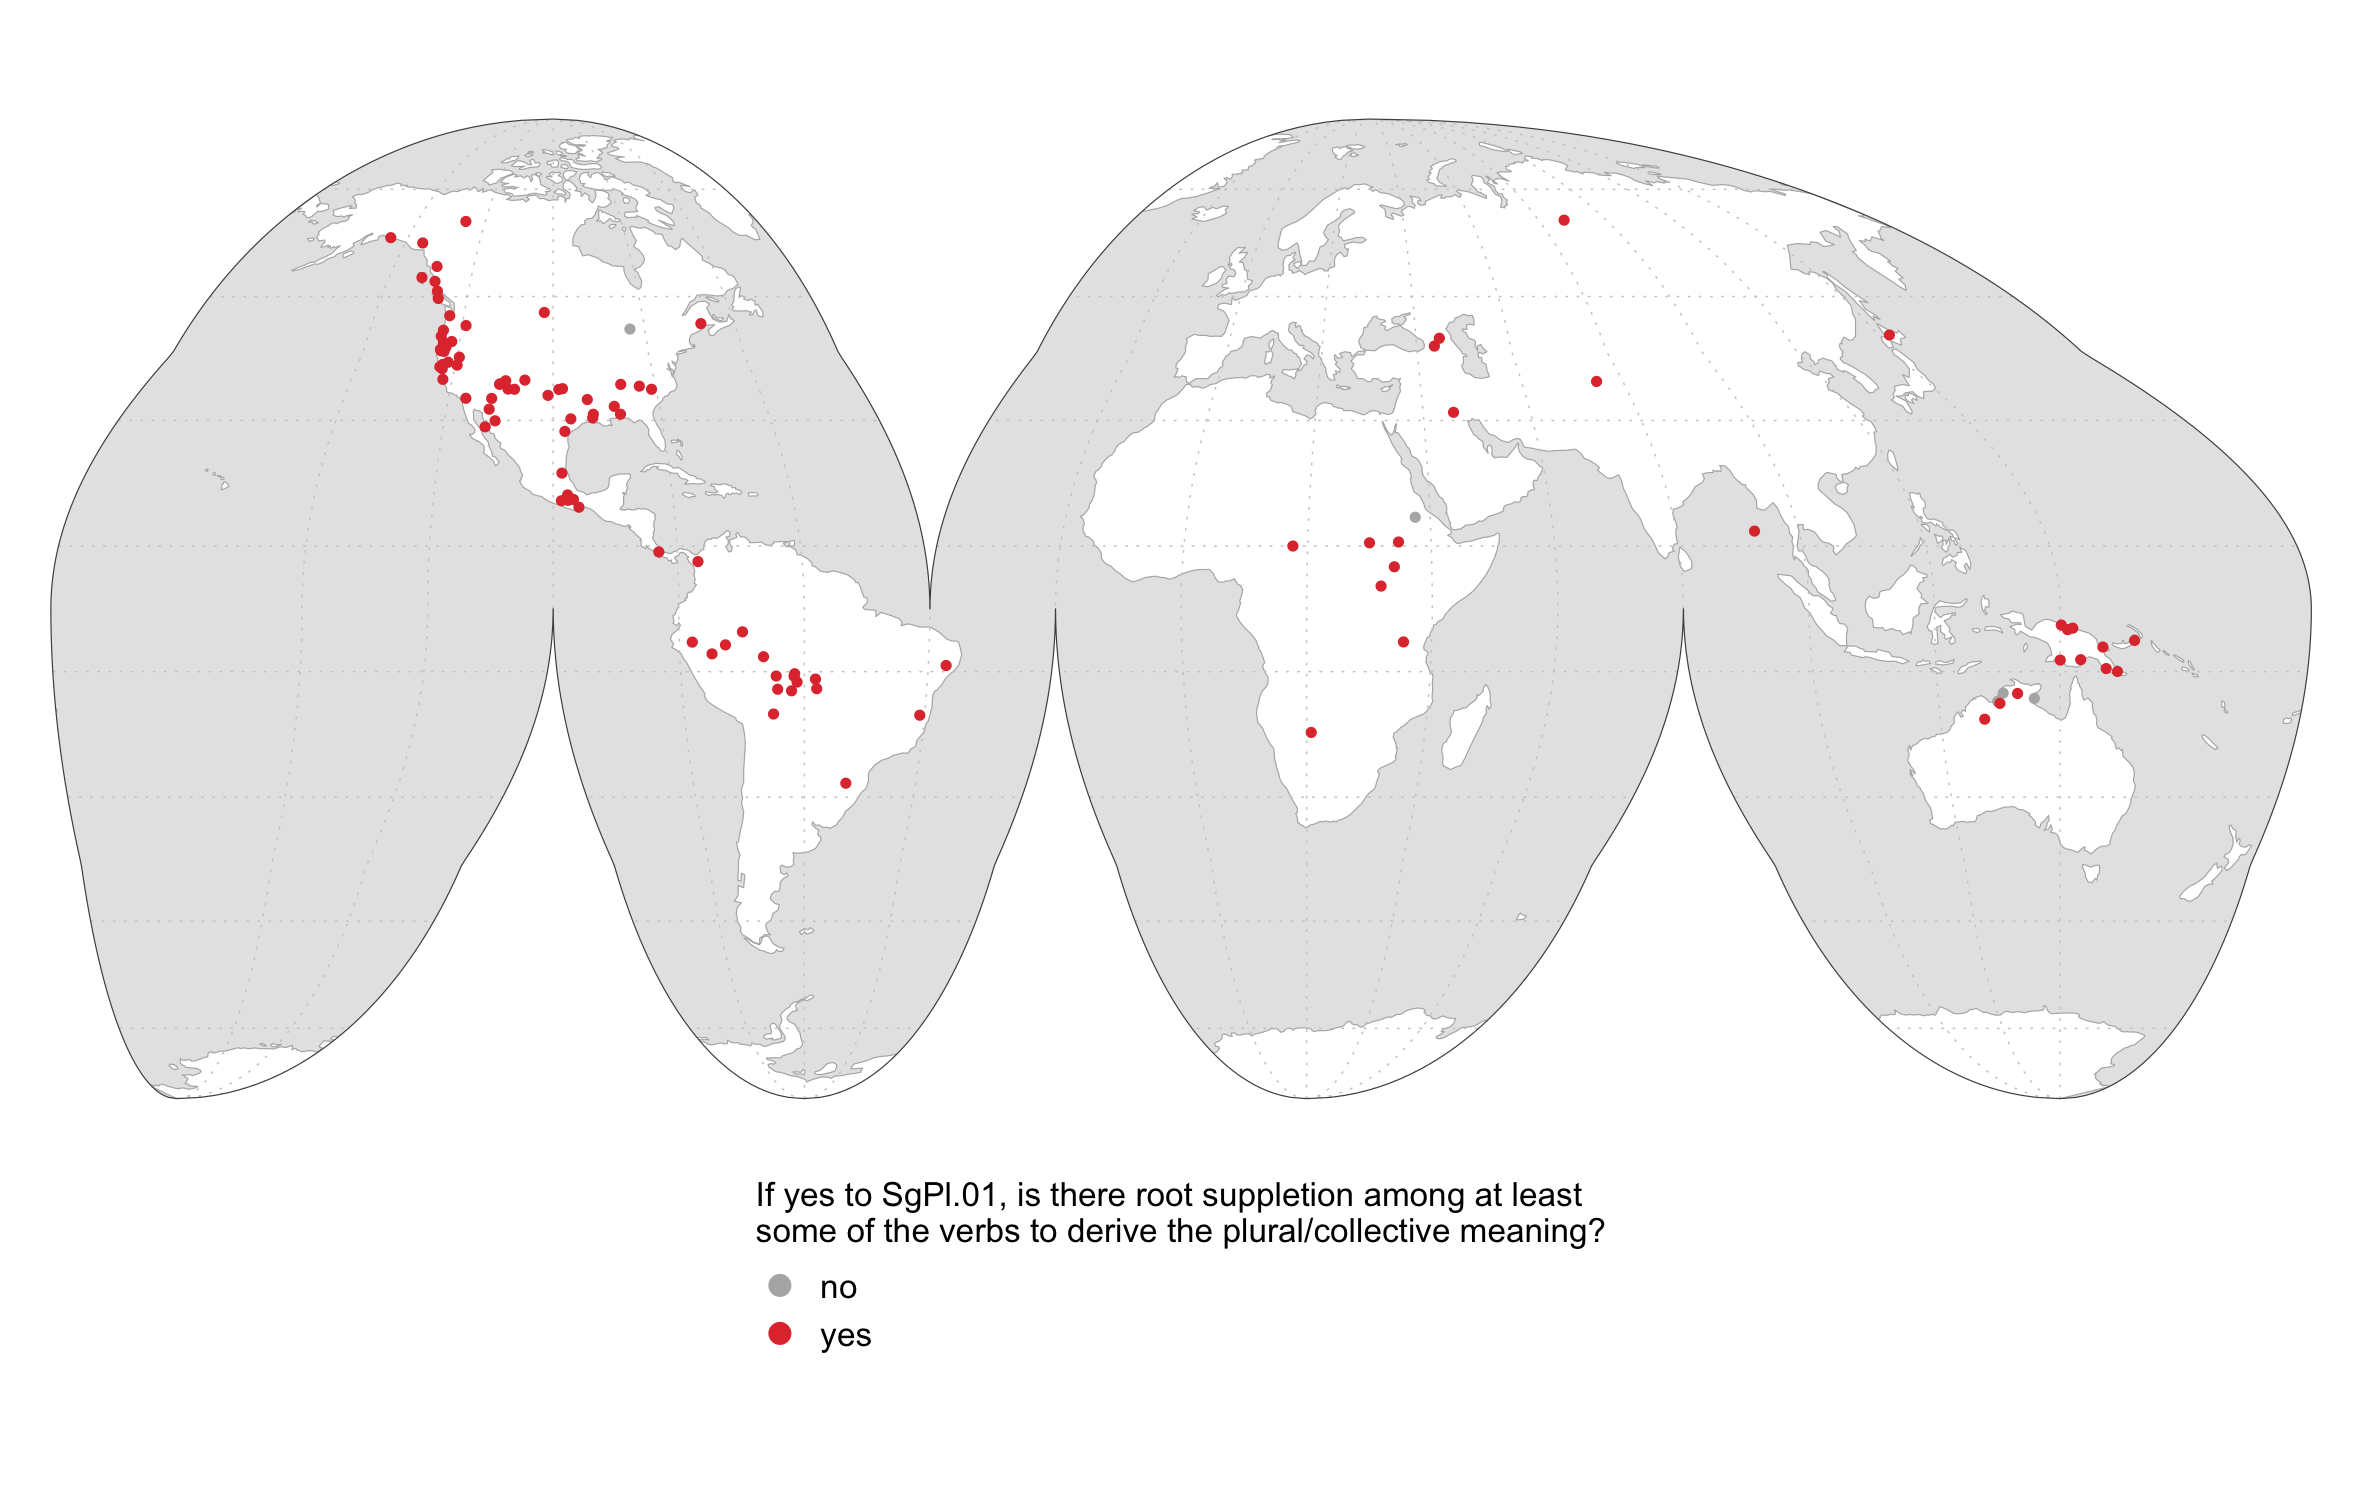 If yes to SgPl.01, is there root suppletion among at least
some of the verbs to derive the plural/collective meaning?
no
yes